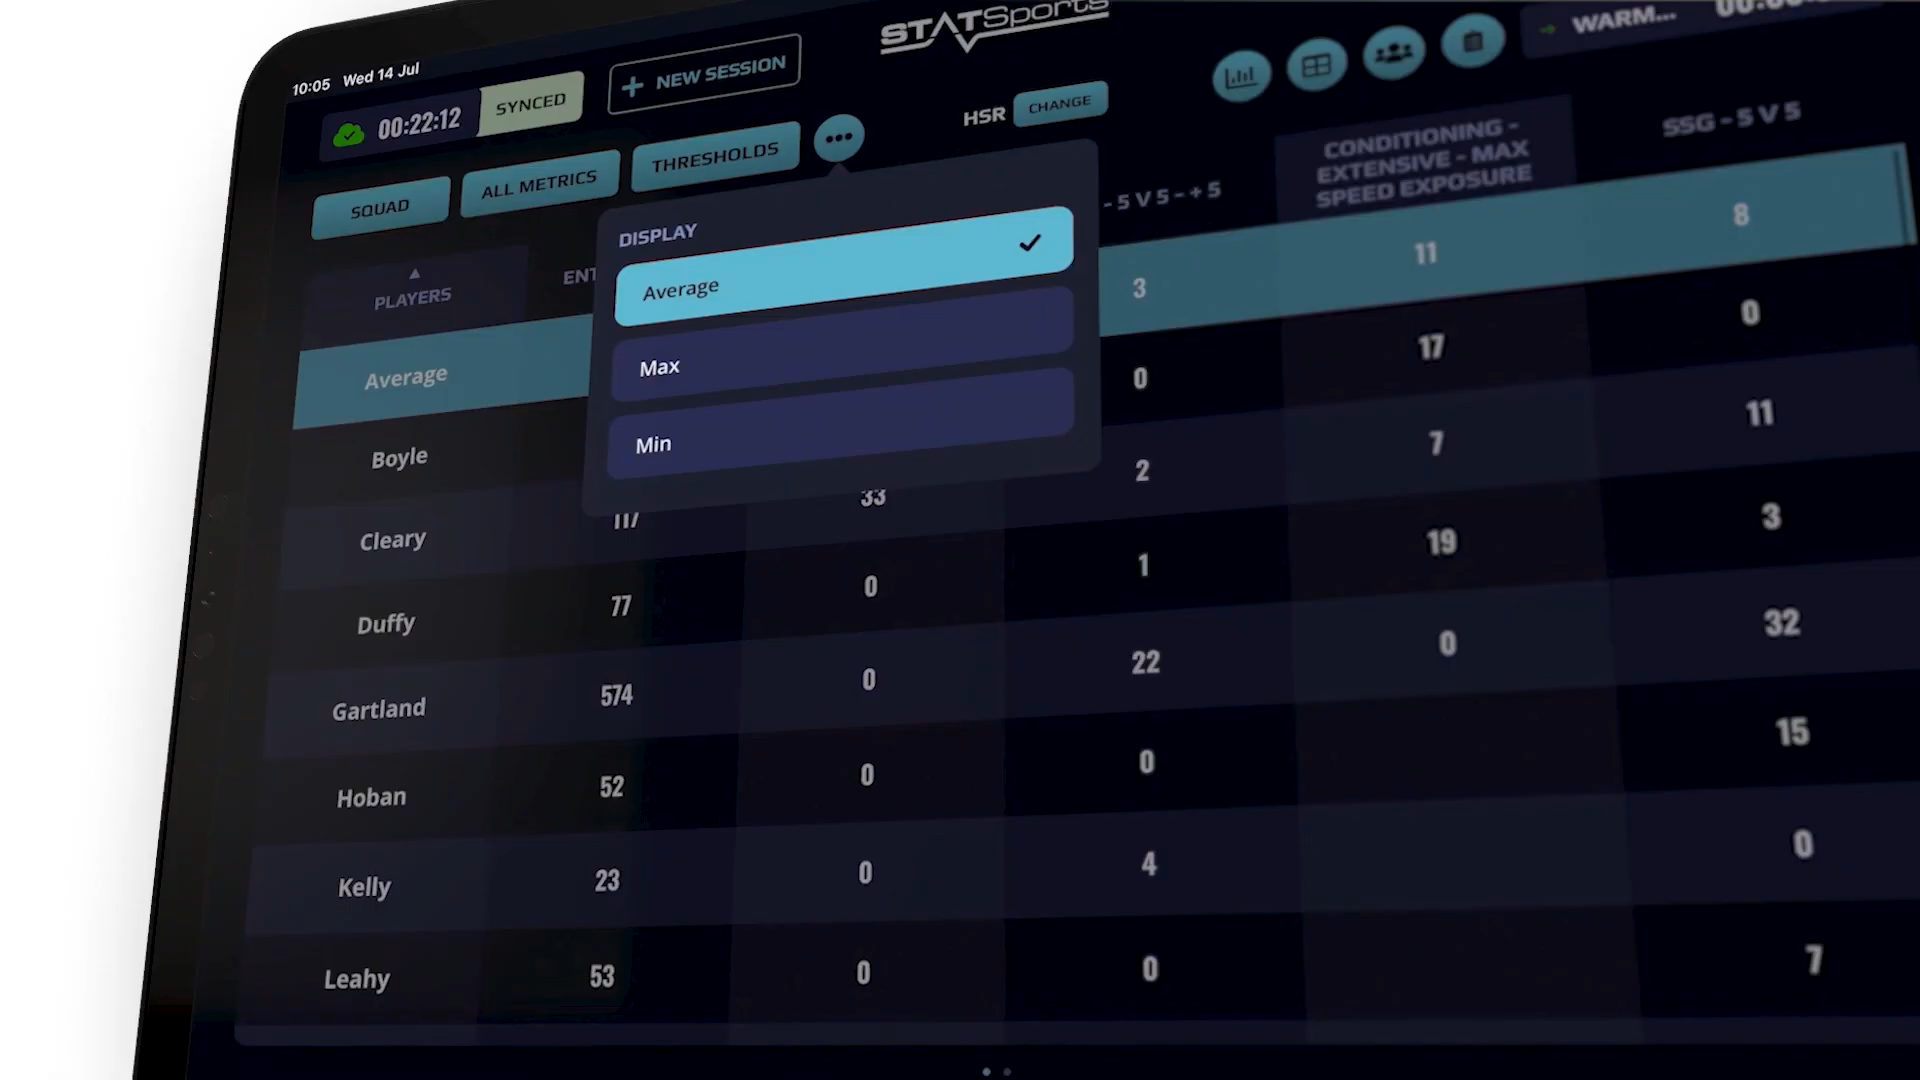 10:05 Wed 14 Jul
STATSports
00:22:12 SYNCED
+ NEW SESSION
WARM...
HSR CHANGE
SQUAD
ALL METRICS
THRESHOLDS
DISPLAY
Average
Max
Min
PLAYERS
- 5 V 5 - + 5
CONDITIONING -
EXTENSIVE - MAX
SPEED EXPOSURE
SSG - 5 V 5
Average 3 11 8
Boyle 0 17 0
Cleary 117 33 2 7 11
Duffy 77 0 1 19 3
Gartland 574 0 22 0 32
Hoban 52 0 0 15
Kelly 23 0 4 0
Leahy 53 0 0 7